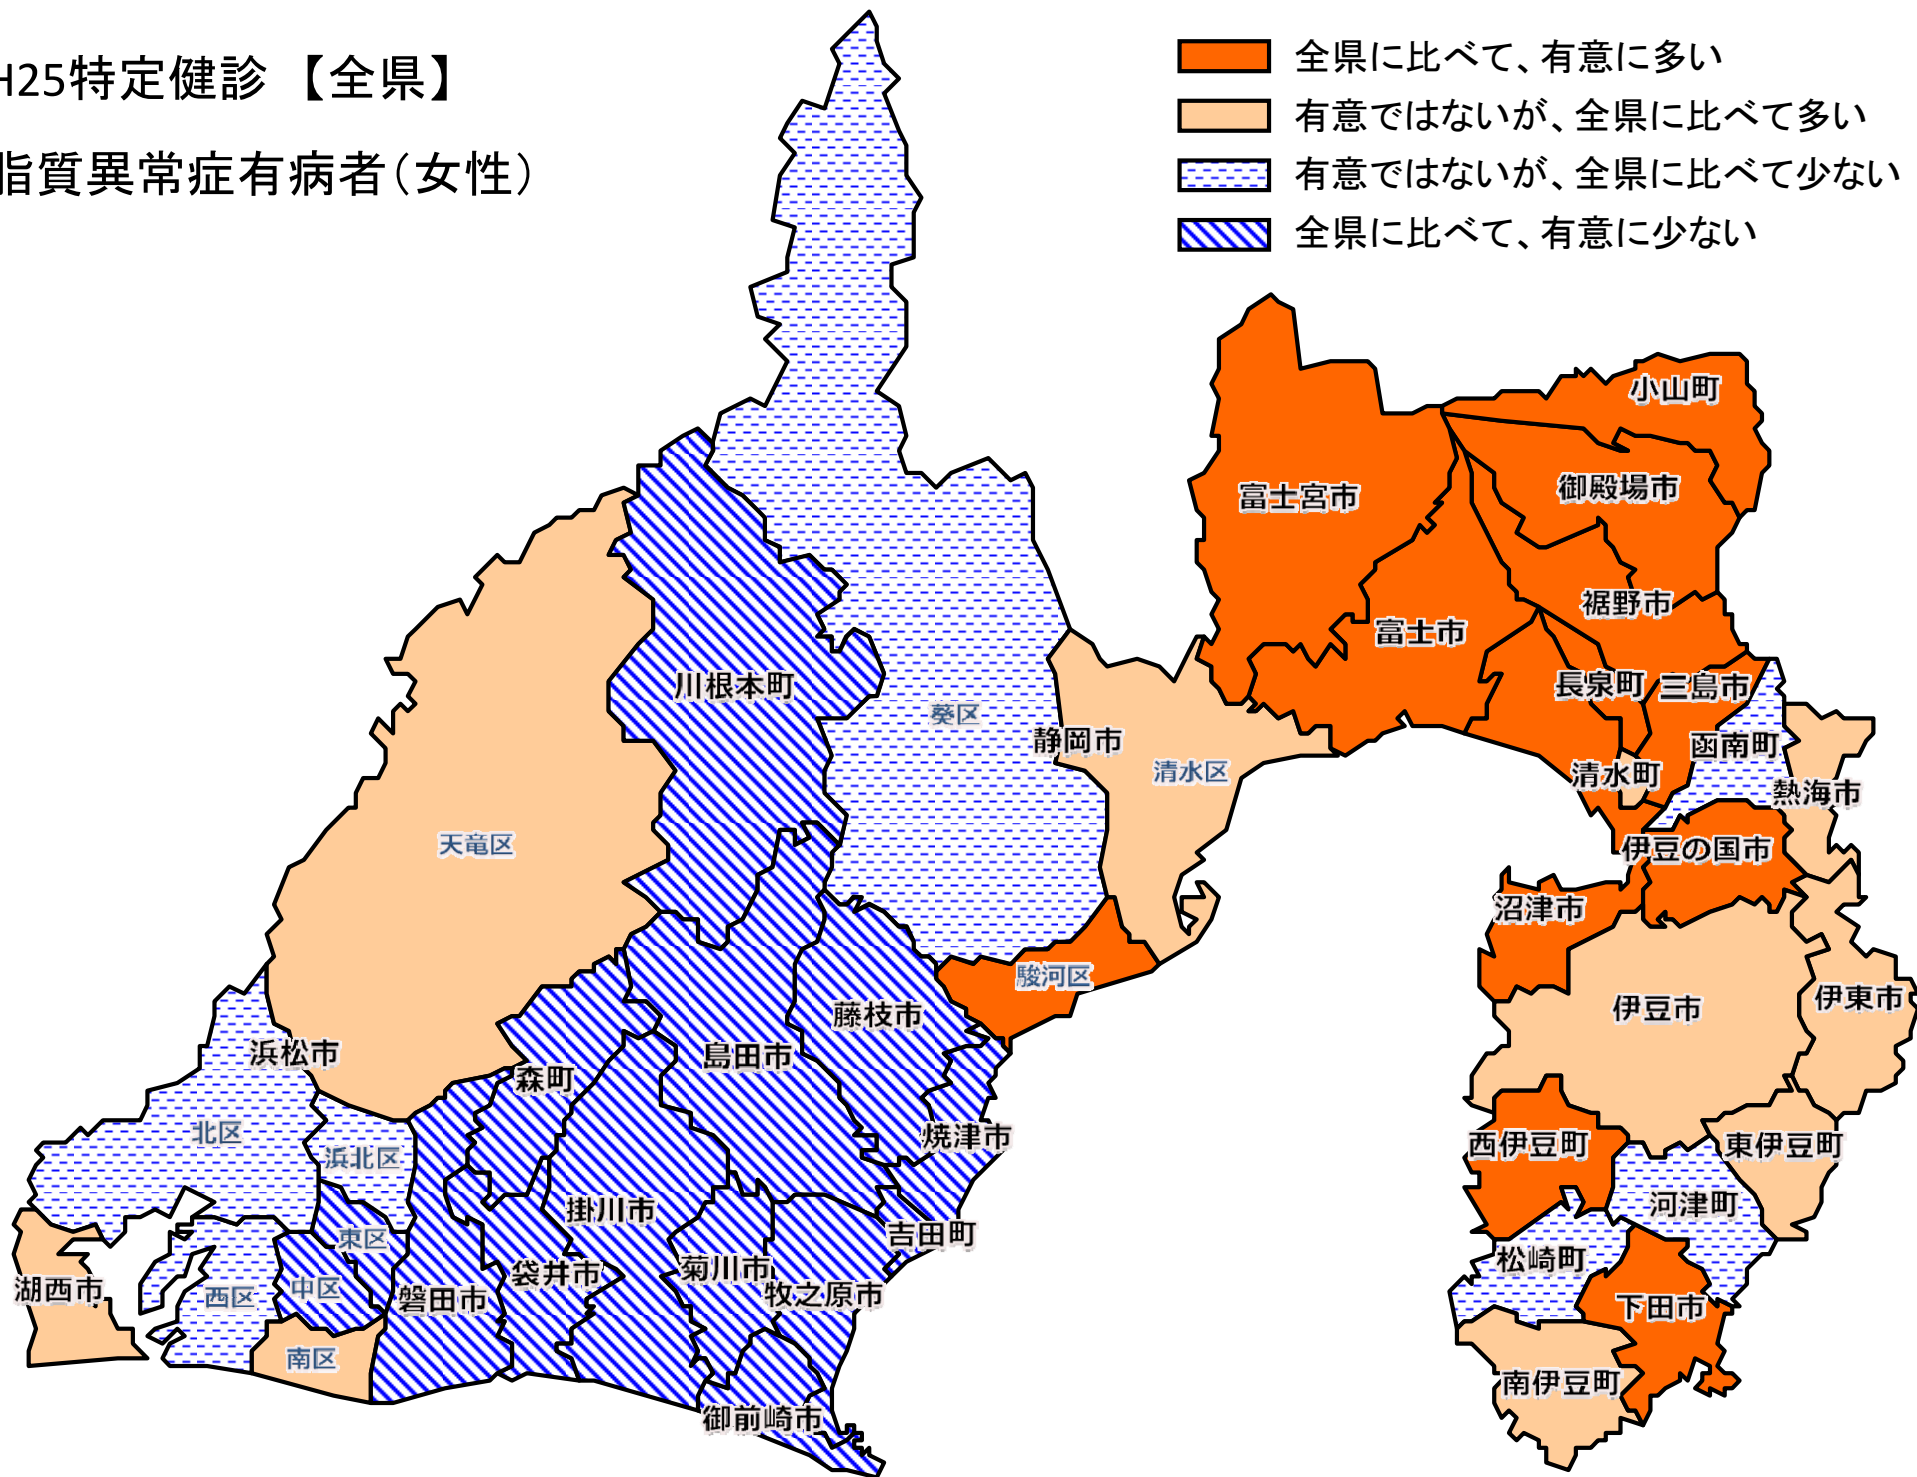 H25特定健診 【全県】
脂質異常症有病者（女性）
全県に比べて、有意に多い
有意ではないが、全県に比べて多い
有意ではないが、全県に比べて少ない
全県に比べて、有意に少ない
小山町
御殿場市
富士宮市
裾野市
富士市
長泉町
三島市
川根本町
葵区
静岡市
函南町
清水区
清水町
熱海市
天竜区
伊豆の国市
沼津市
駿河区
伊東市
伊豆市
藤枝市
浜松市
島田市
森町
北区
焼津市
西伊豆町
東伊豆町
浜北区
掛川市
河津町
東区
吉田町
松崎町
袋井市
菊川市
湖西市
中区
西区
磐田市
牧之原市
下田市
南区
南伊豆町
御前崎市